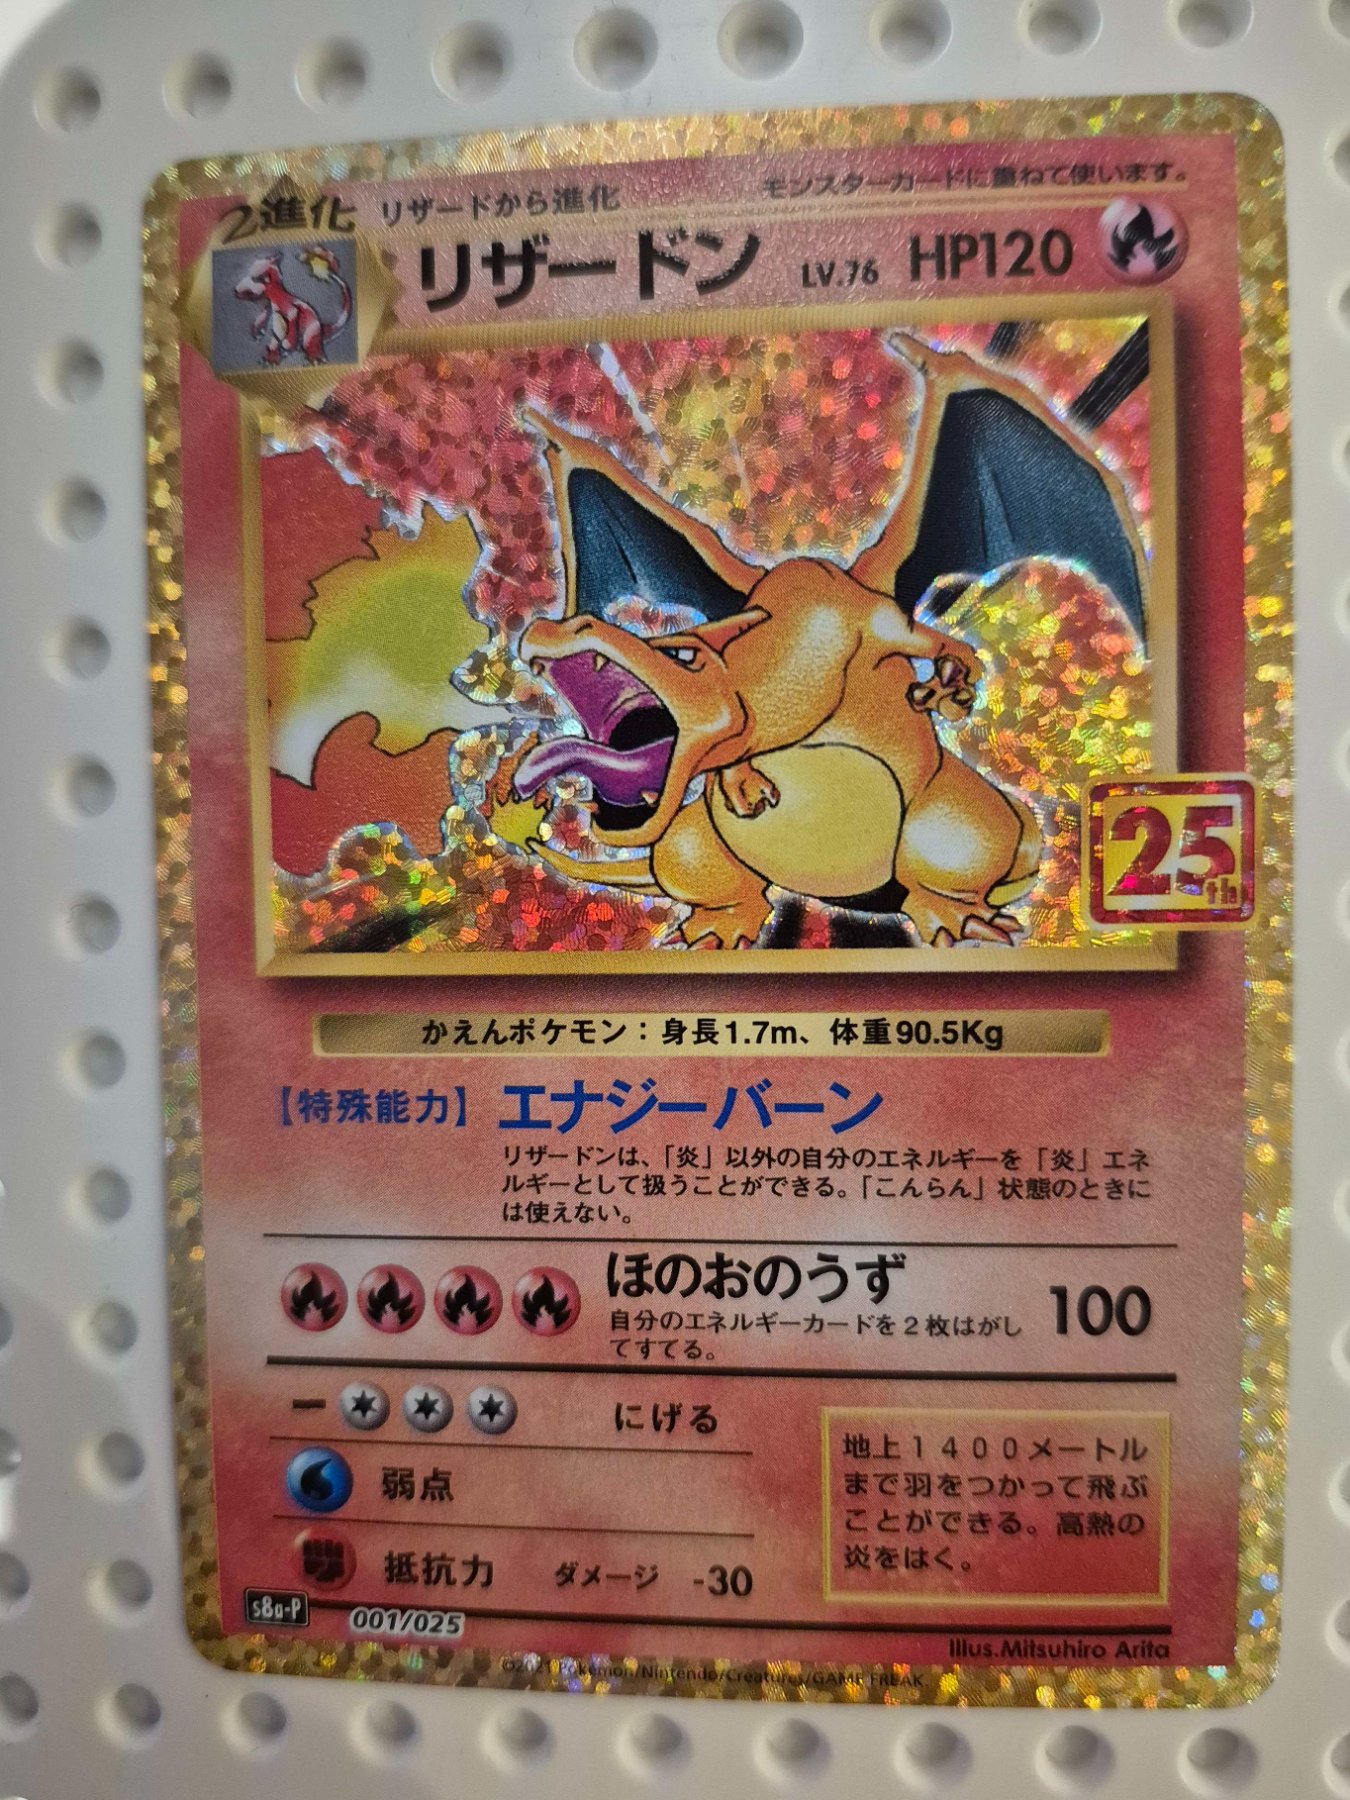 2進化 リザードから進化 モンスターカードに重ねて使います。
リザードン LV.76 HP120
25th
かえんポケモン：身長1.7m、体重90.5Kg
【特殊能力】エナジーバーン
リザードンは、「炎」以外の自分のエネルギーを「炎」エネ
ルギーとして扱うことができる。「こんらん」状態のときに
は使えない。
ほのおのうず 100
自分のエネルギーカードを２枚はがし
てすてる。
ー にげる
弱点
抵抗力 ダメージ -30
地上１４００メートル
まで羽をつかって飛ぶ
ことができる。高熱の
炎をはく。
s8a-P 001/025
Illus.Mitsuhiro Arita
©2021 Pokémon/Nintendo/Creatures/GAME FREAK.